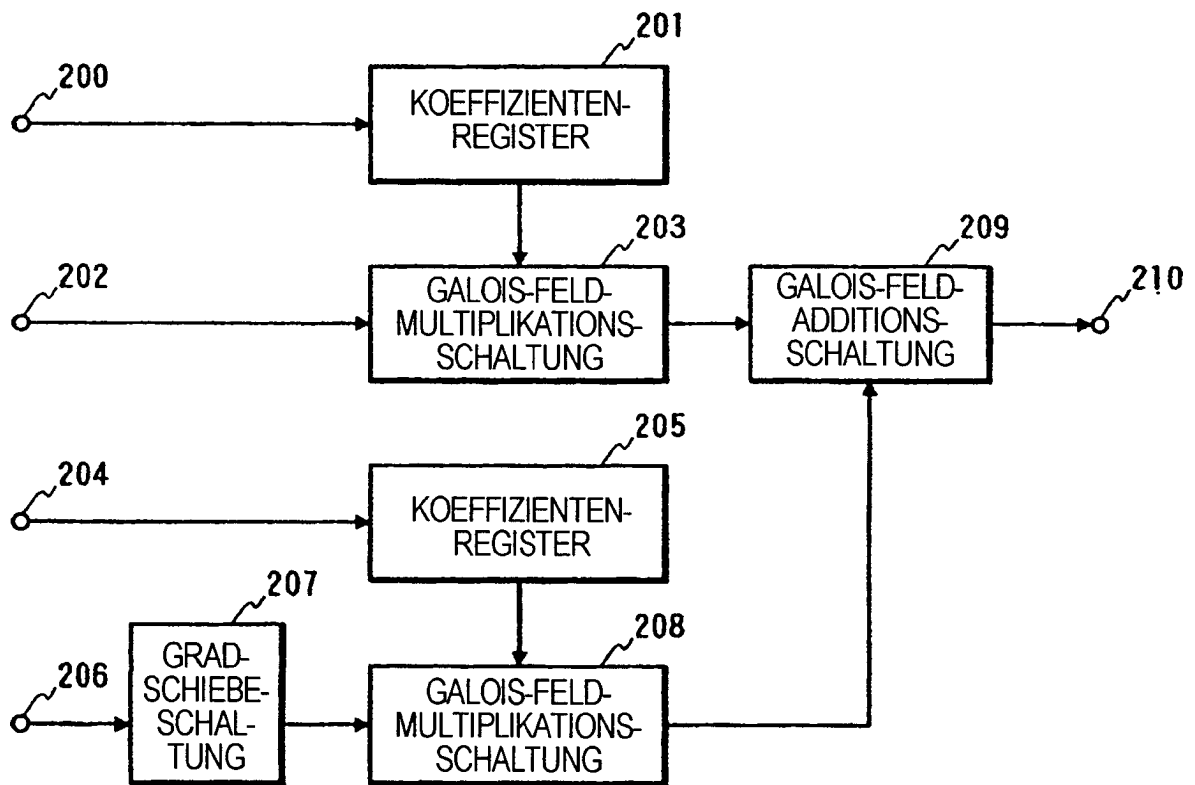 201
200
KOEFFIZIENTEN-
REGISTER
203
209
202
210
GALOIS-FELD-
MULTIPLIKATIONS-
SCHALTUNG
GALOIS-FELD-
ADDITIONS-
SCHALTUNG
205
204
KOEFFIZIENTEN-
REGISTER
207
208
206
GRAD-
SCHIEBE-
SCHAL-
TUNG
GALOIS-FELD-
MULTIPLIKATIONS-
SCHALTUNG